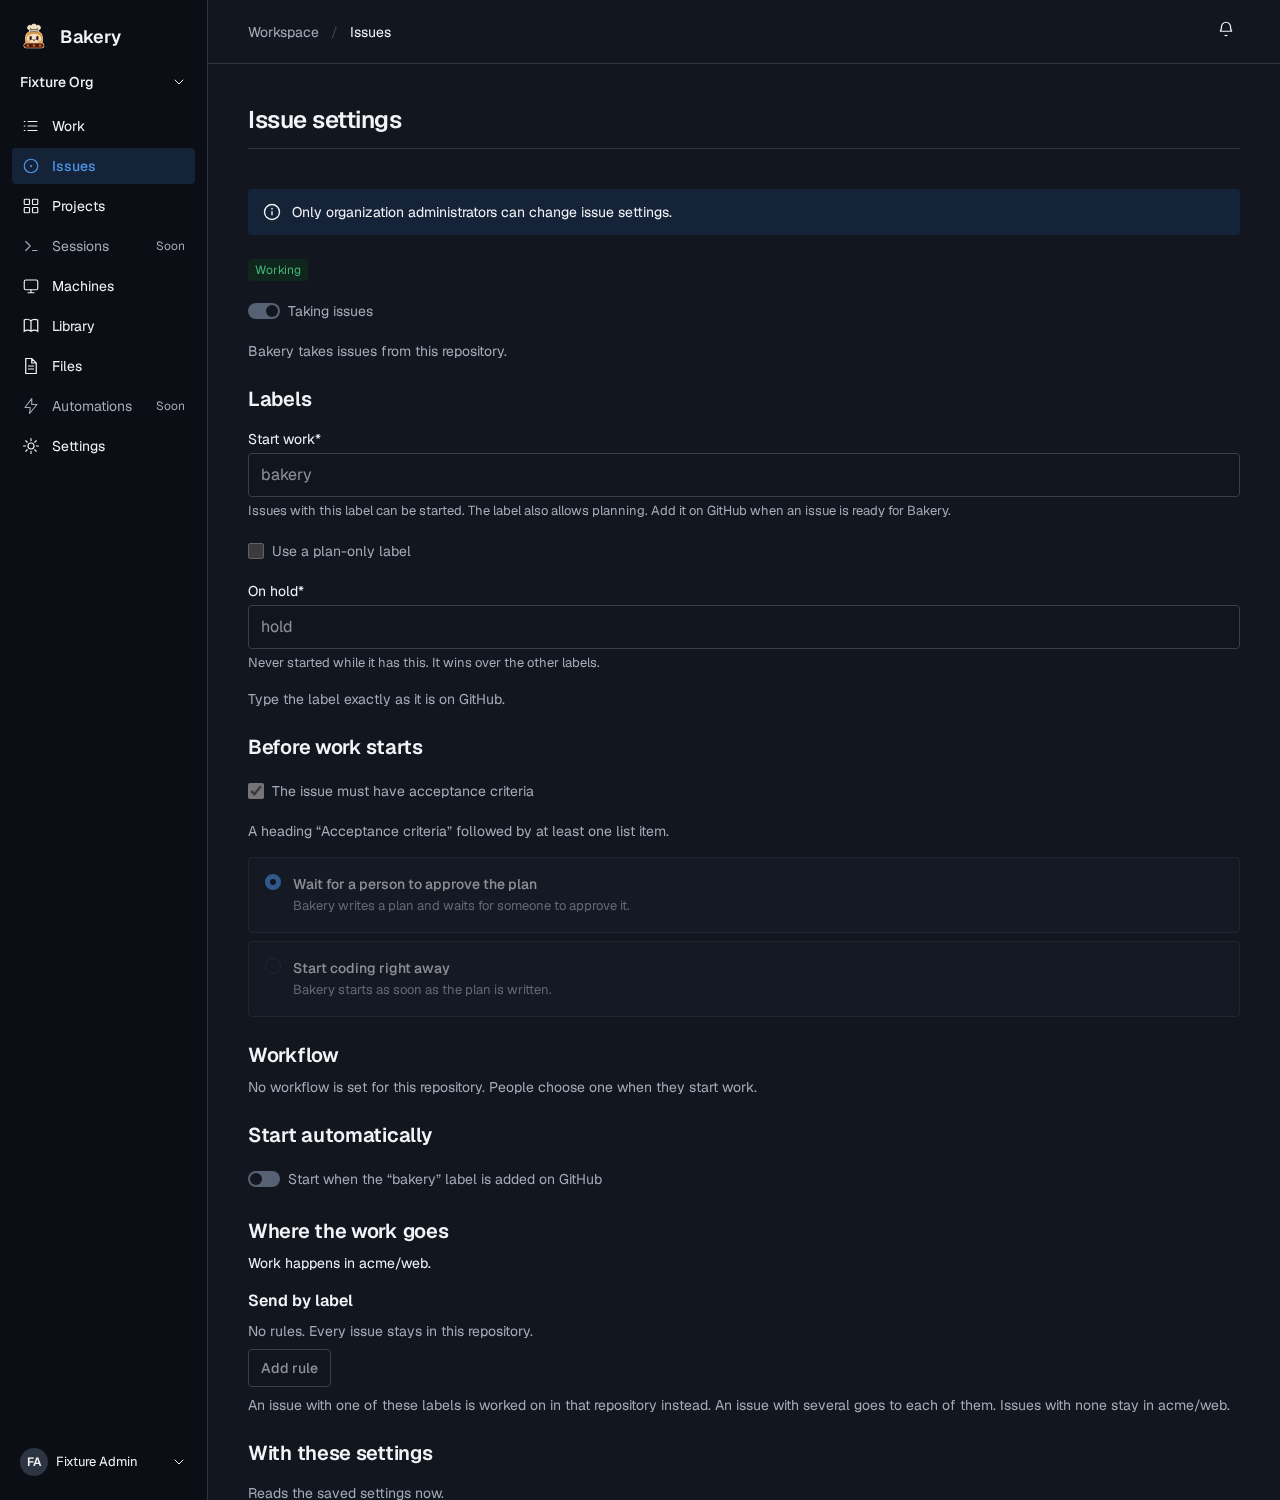 Bakery
Fixture Org
Work
Issues
Projects
Sessions Soon
Machines
Library
Files
Automations Soon
Settings
FA Fixture Admin
Workspace / Issues
Issue settings
Only organization administrators can change issue settings.
Working
Taking issues
Bakery takes issues from this repository.
Labels
Start work*
bakery
Issues with this label can be started. The label also allows planning. Add it on GitHub when an issue is ready for Bakery.
Use a plan-only label
On hold*
hold
Never started while it has this. It wins over the other labels.
Type the label exactly as it is on GitHub.
Before work starts
The issue must have acceptance criteria
A heading “Acceptance criteria” followed by at least one list item.
Wait for a person to approve the plan
Bakery writes a plan and waits for someone to approve it.
Start coding right away
Bakery starts as soon as the plan is written.
Workflow
No workflow is set for this repository. People choose one when they start work.
Start automatically
Start when the “bakery” label is added on GitHub
Where the work goes
Work happens in acme/web.
Send by label
No rules. Every issue stays in this repository.
Add rule
An issue with one of these labels is worked on in that repository instead. An issue with several goes to each of them. Issues with none stay in acme/web.
With these settings
Reads the saved settings now.